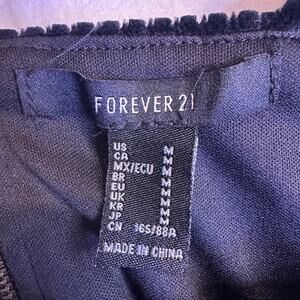 FOREVER 21
US M
CA M
MX/ECU M
BR M
EU M
UK M
KR M
JP M
CN 165/88A
MADE IN CHINA